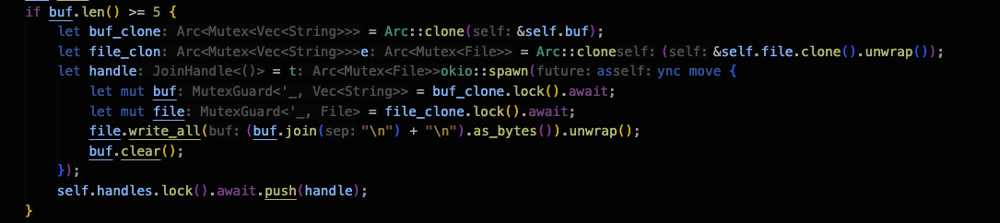 if buf.len() >= 5 {
let buf_clone: Arc<Mutex<Vec<String>>> = Arc::clone(self: &self.buf);
let file_clon: Arc<Mutex<Vec<String>>>e: Arc<Mutex<File>> = Arc::cloneself: (self: &self.file.clone().unwrap());
let handle: JoinHandle<()> = t: Arc<Mutex<File>>okio::spawn(future: asself: ync move {
let mut buf: MutexGuard<'_, Vec<String>> = buf_clone.lock().await;
let mut file: MutexGuard<'_, File> = file_clone.lock().await;
file.write_all(buf: (buf.join(sep: "\n") + "\n").as_bytes()).unwrap();
buf.clear();
});
self.handles.lock().await.push(handle);
}